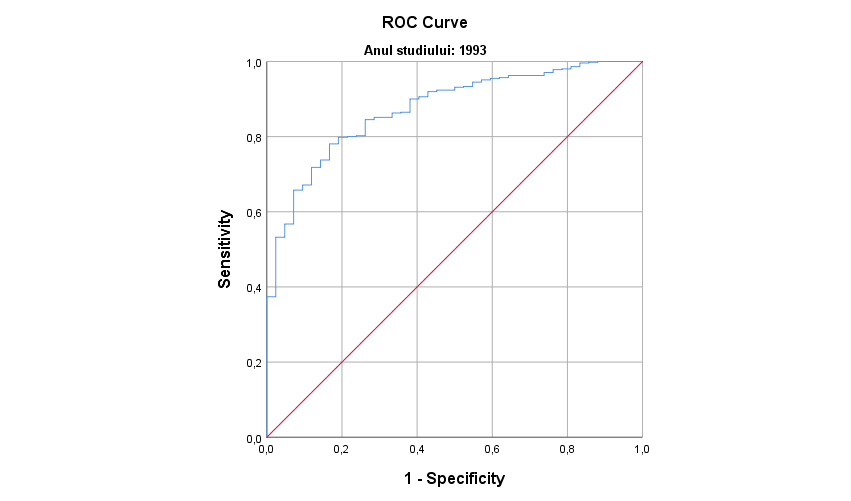 ROC Curve
Anul studiului: 1993
1,0
0,8
0,6
0,4
0,2
0,0
Sensitivity
0,0 0,2 0,4 0,6 0,8 1,0
1 - Specificity